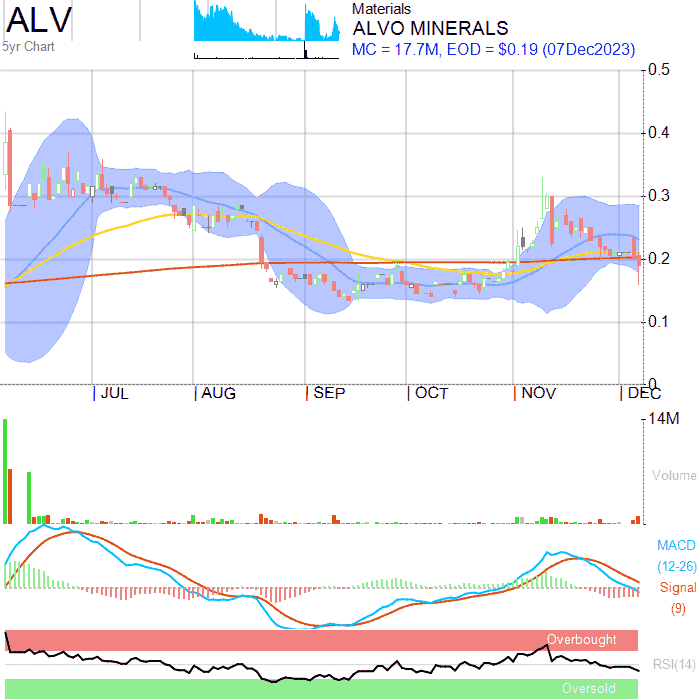 ALV
5yr Chart
Materials
ALVO MINERALS
MC = 17.7M, EOD = $0.19 (07Dec2023)
0.5
0.4
0.3
0.2
0.1
0
JUL AUG SEP OCT NOV DEC
14M
Volume
MACD
(12-26)
Signal
(9)
Overbought
RSI(14)
Oversold